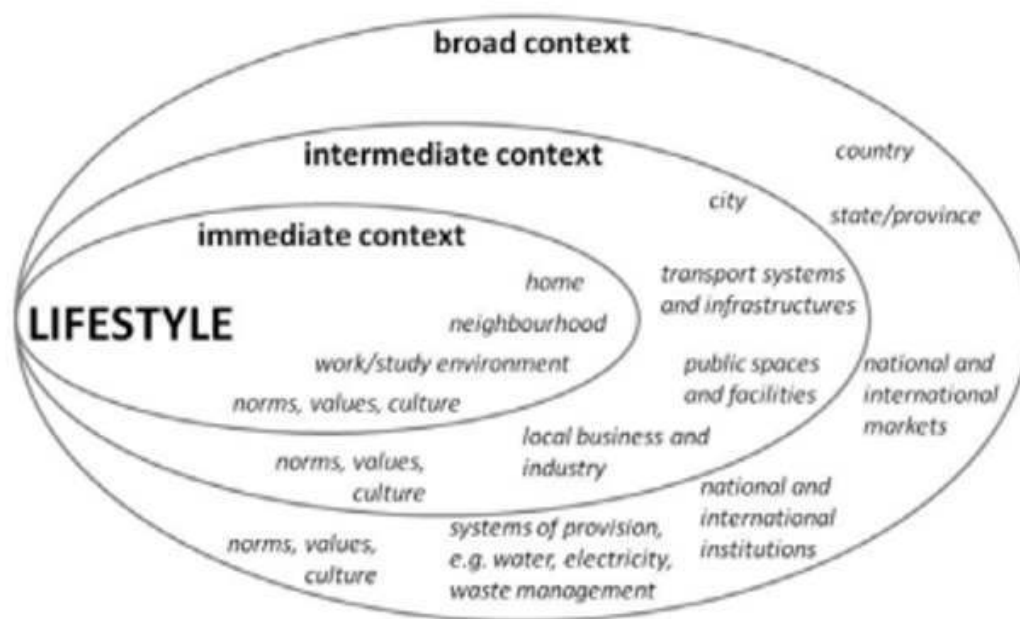 broad context
country
intermediate context
city
state/province
immediate context
home
transport systems
and infrastructures
LIFESTYLE
neighbourhood
work/study environment
public spaces
and facilities
national and
international
markets
norms, values, culture
local business and
industry
norms, values,
culture
national and
international
institutions
systems of provision,
e.g. water, electricity,
waste management
norms, values,
culture